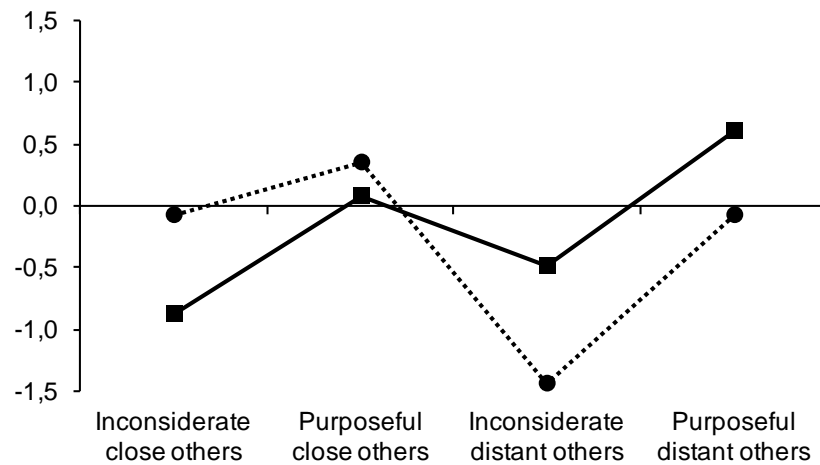 1,5
1,0
0,5
0,0
-0,5
-1,0
-1,5
Inconsiderate close others
Purposeful close others
Inconsiderate distant others
Purposeful distant others